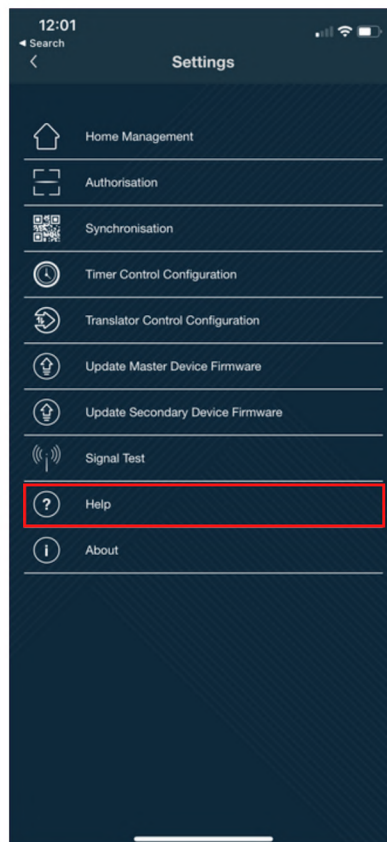 12:01
◀ Search
Settings
Home Management
Authorisation
Synchronisation
Timer Control Configuration
Translator Control Configuration
Update Master Device Firmware
Update Secondary Device Firmware
Signal Test
? Help
i About